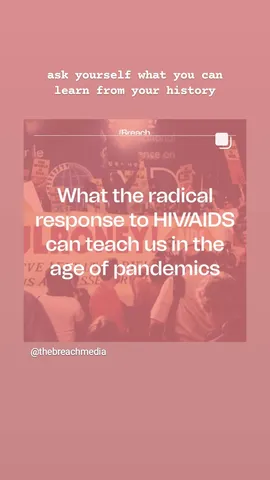 ask yourself what you can
learn from your history
/Breach
What the radical
response to HIV/AIDS
can teach us in the
age of pandemics
@thebreachmedia